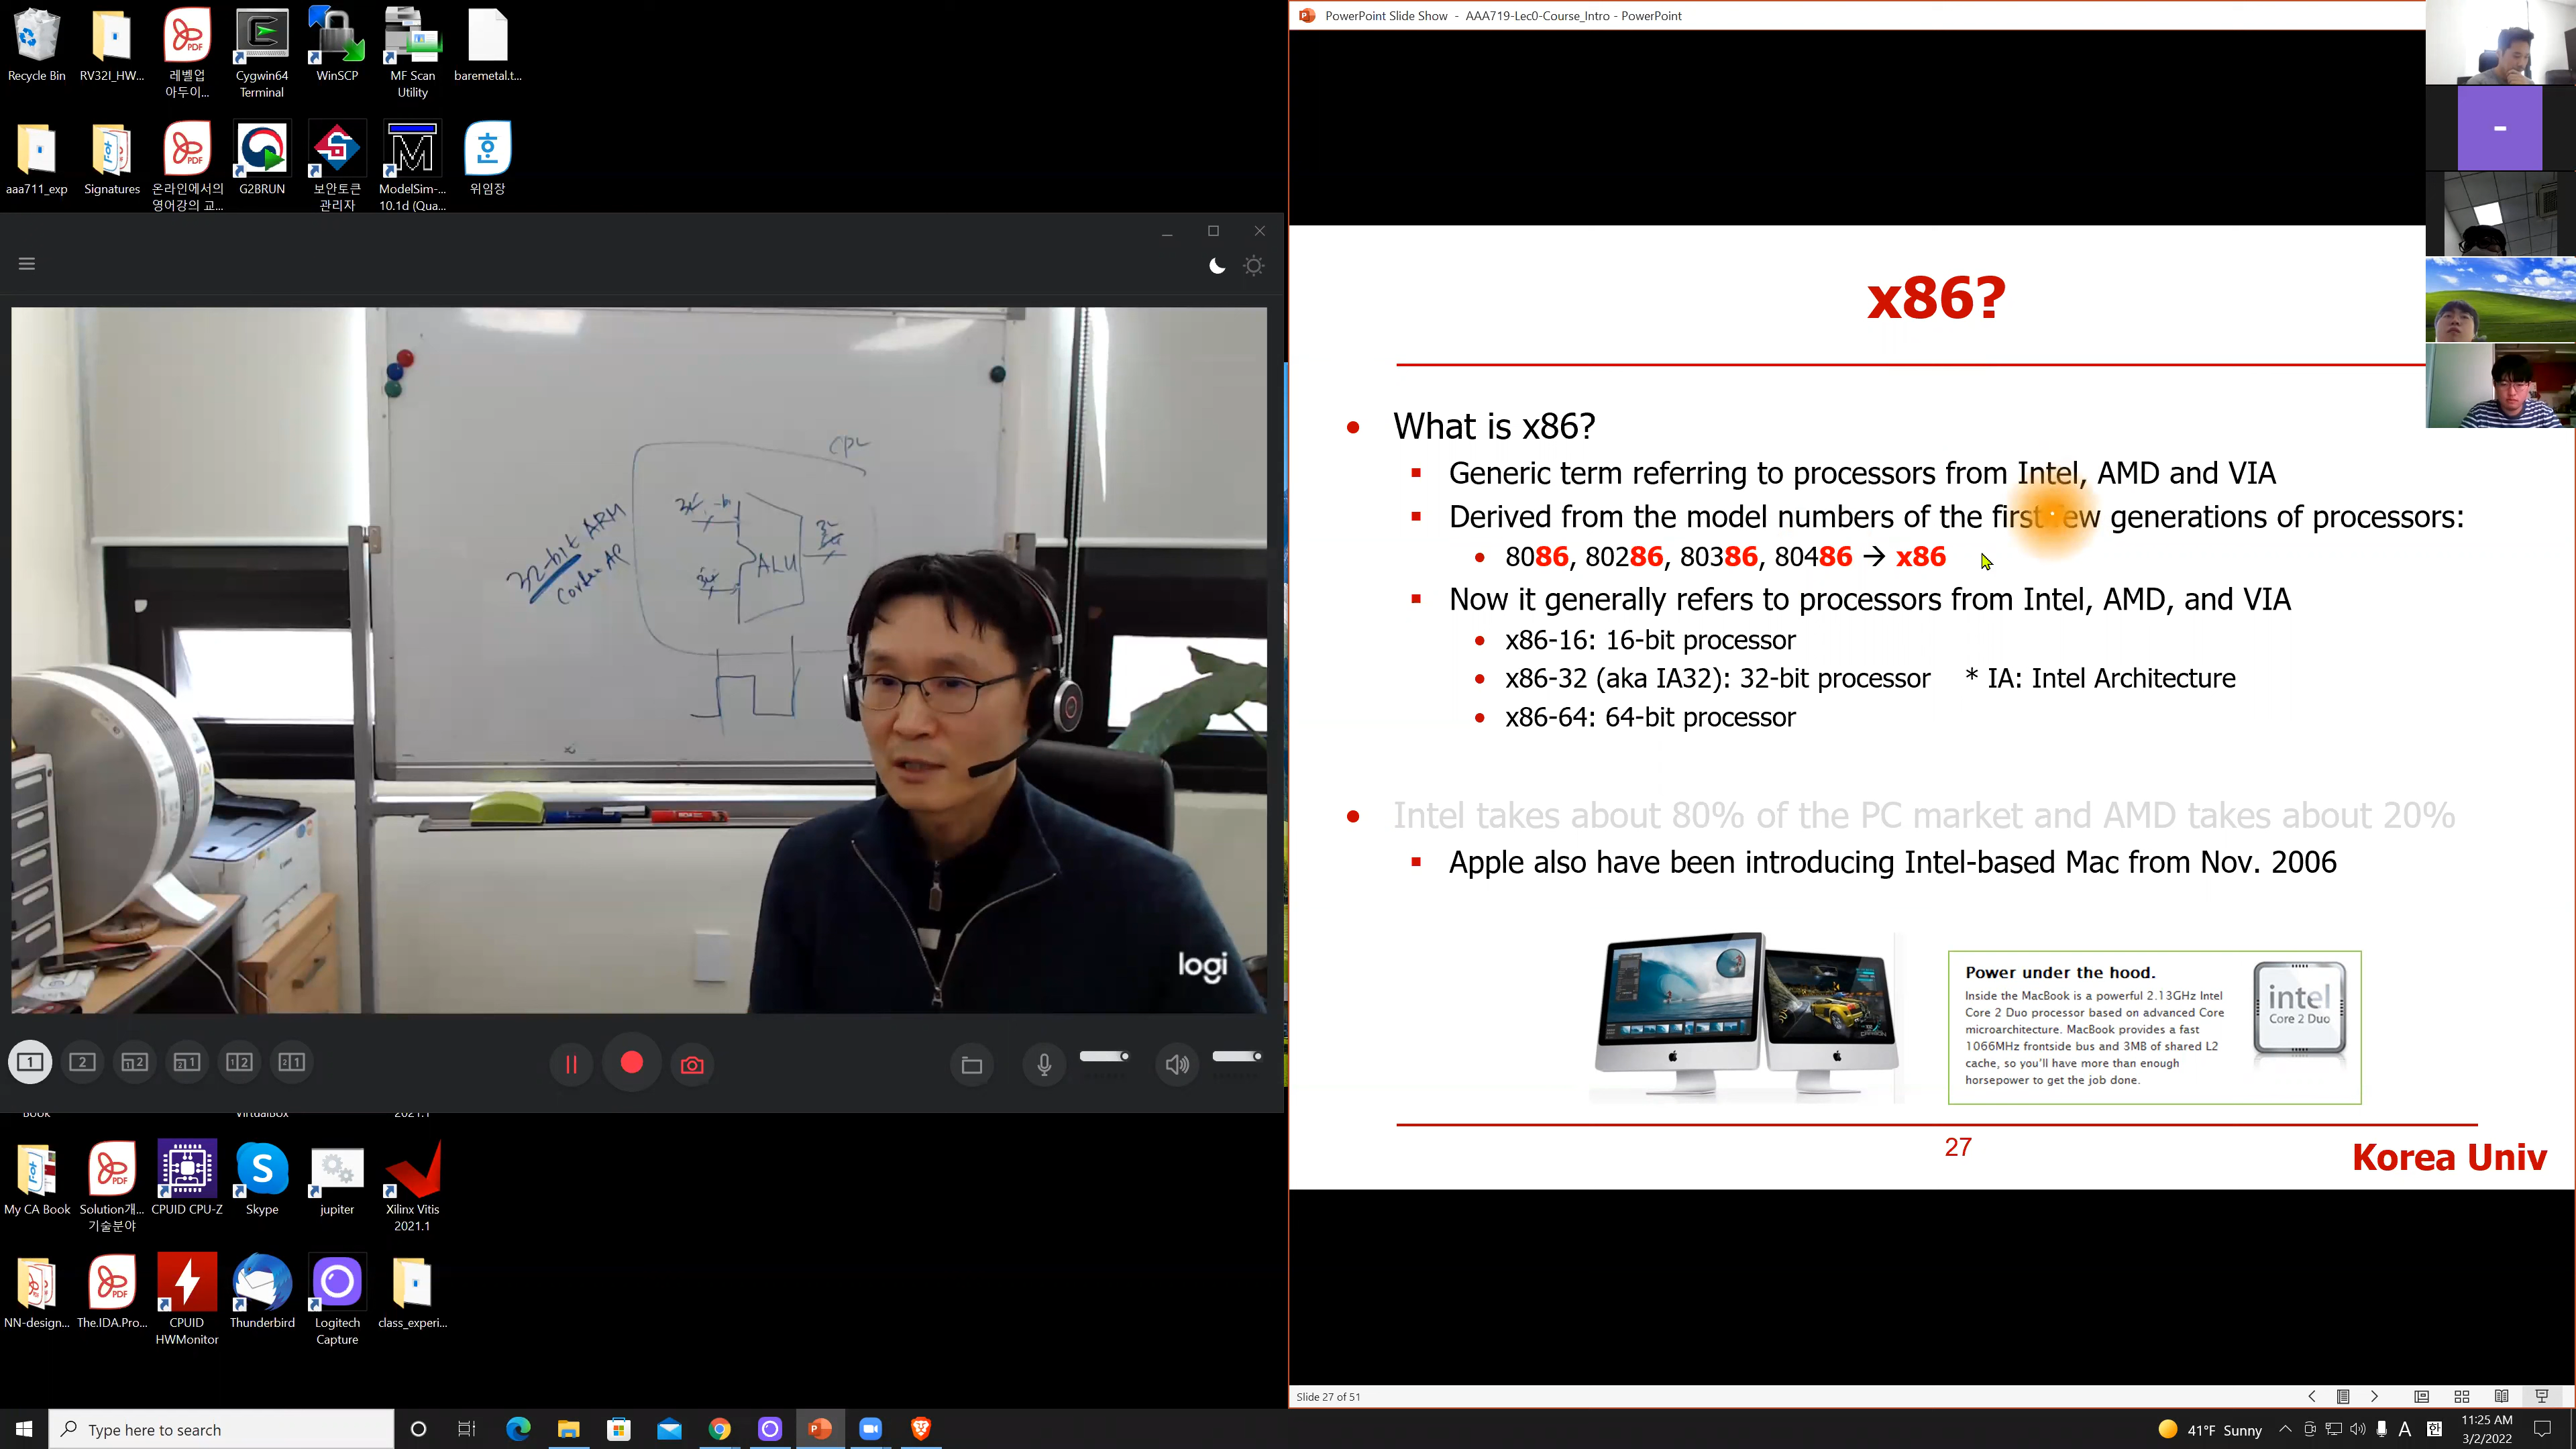 Recycle Bin
RV32I_HW...
레벨업
아두이...
Cygwin64
Terminal
WinSCP
MF Scan
Utility
baremetal.t...
aaa711_exp
Signatures
온라인에서의
영어강의 교...
G2BRUN
보안토큰
관리자
ModelSim-...
10.1d (Qua...
위임장
CPU
32-bit ARM
ALU
logi
1
2
Book
VirtualBox
2021.1
My CA Book
Solution개...
기술분야
CPUID CPU-Z
Skype
jupiter
Xilinx Vitis
2021.1
NN-design...
The.IDA.Pro...
CPUID
HWMonitor
Thunderbird
Logitech
Capture
class_experi...
PowerPoint Slide Show - AAA719-Lec0-Course_Intro - PowerPoint
x86?
• What is x86?
▪ Generic term referring to processors from Intel, AMD and VIA
▪ Derived from the model numbers of the first few generations of processors:
• 8086, 80286, 80386, 80486 → x86
▪ Now it generally refers to processors from Intel, AMD, and VIA
• x86-16: 16-bit processor
• x86-32 (aka IA32): 32-bit processor * IA: Intel Architecture
• x86-64: 64-bit processor
• Intel takes about 80% of the PC market and AMD takes about 20%
▪ Apple also have been introducing Intel-based Mac from Nov. 2006
Power under the hood.
Inside the MacBook is a powerful 2.13GHz Intel
Core 2 Duo processor based on advanced Core
microarchitecture. MacBook provides a fast
1066MHz frontside bus and 3MB of shared L2
cache, so you'll have more than enough
horsepower to get the job done.
intel
Core 2 Duo
27
Korea Univ
Slide 27 of 51
Type here to search
41°F Sunny
A
한
11:25 AM
3/2/2022